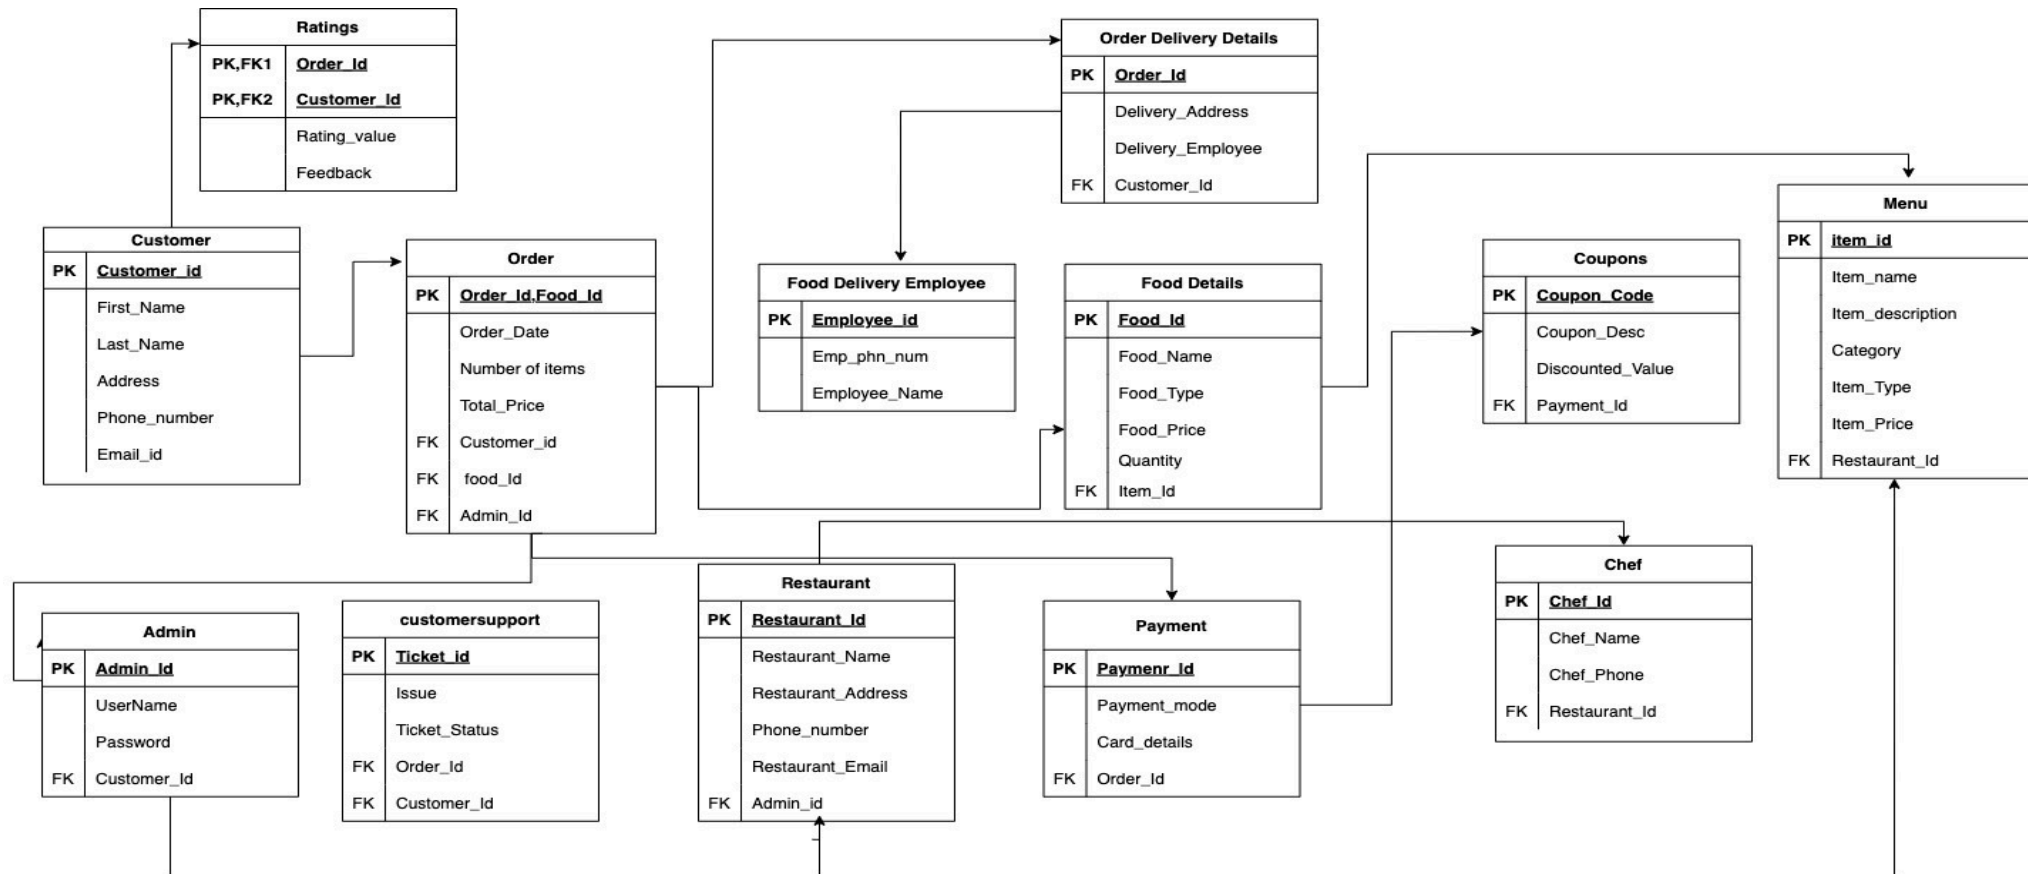 Ratings
PK,FK1 Order_Id
PK,FK2 Customer_Id
Rating_value
Feedback
Order Delivery Details
PK Order_Id
Delivery_Address
Delivery_Employee
FK Customer_Id
Customer
PK Customer_id
First_Name
Last_Name
Address
Phone_number
Email_id
Order
PK Order_Id,Food_Id
Order_Date
Number of items
Total_Price
FK Customer_id
FK food_Id
FK Admin_Id
Food Delivery Employee
PK Employee_id
Emp_phn_num
Employee_Name
Food Details
PK Food_Id
Food_Name
Food_Type
Food_Price
Quantity
FK Item_Id
Coupons
PK Coupon_Code
Coupon_Desc
Discounted_Value
FK Payment_Id
Menu
PK item_id
Item_name
Item_description
Category
Item_Type
Item_Price
FK Restaurant_Id
Admin
PK Admin_Id
UserName
Password
FK Customer_Id
customersupport
PK Ticket_id
Issue
Ticket_Status
FK Order_Id
FK Customer_Id
Restaurant
PK Restaurant_Id
Restaurant_Name
Restaurant_Address
Phone_number
Restaurant_Email
FK Admin_id
Payment
PK Paymenr_Id
Payment_mode
Card_details
FK Order_Id
Chef
PK Chef_Id
Chef_Name
Chef_Phone
FK Restaurant_Id